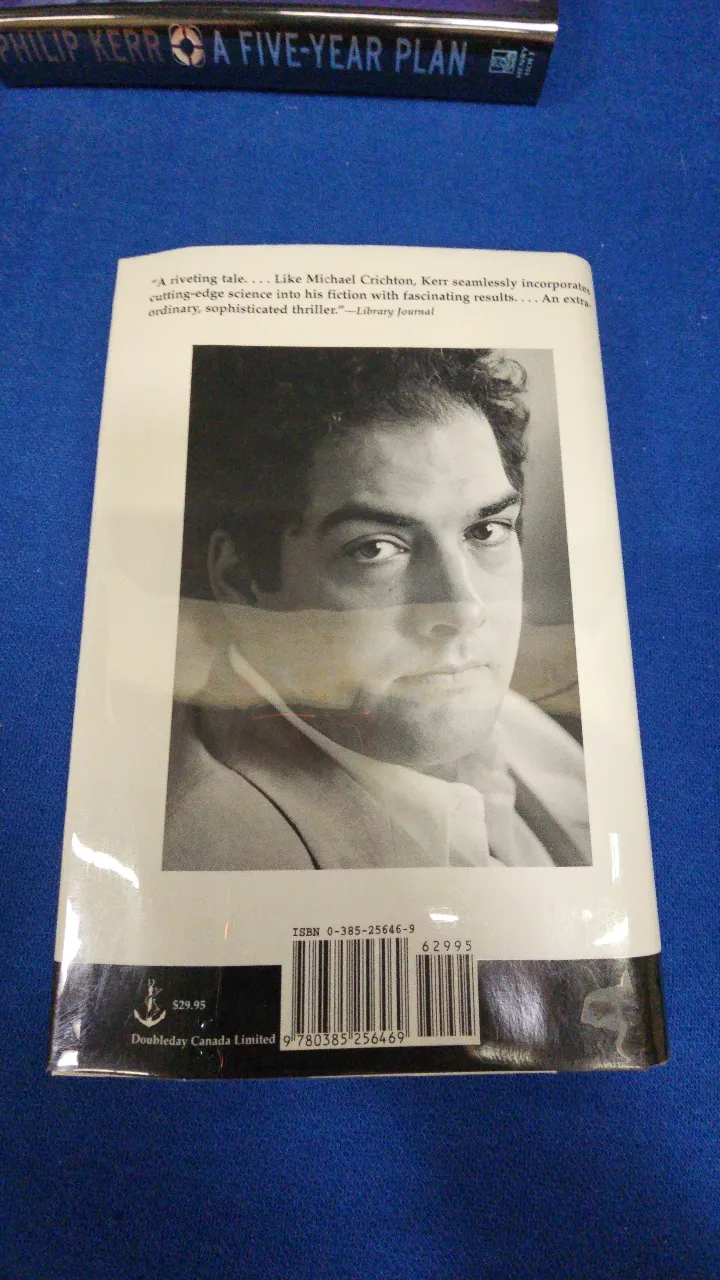 PHILIP KERR A FIVE-YEAR PLAN
"A riveting tale. . . . Like Michael Crichton, Kerr seamlessly incorporates
cutting-edge science into his fiction with fascinating results. . . . An extra-
ordinary, sophisticated thriller."—Library Journal
ISBN 0-385-25646-9
62995
$29.95
Doubleday Canada Limited
9 780385 256469